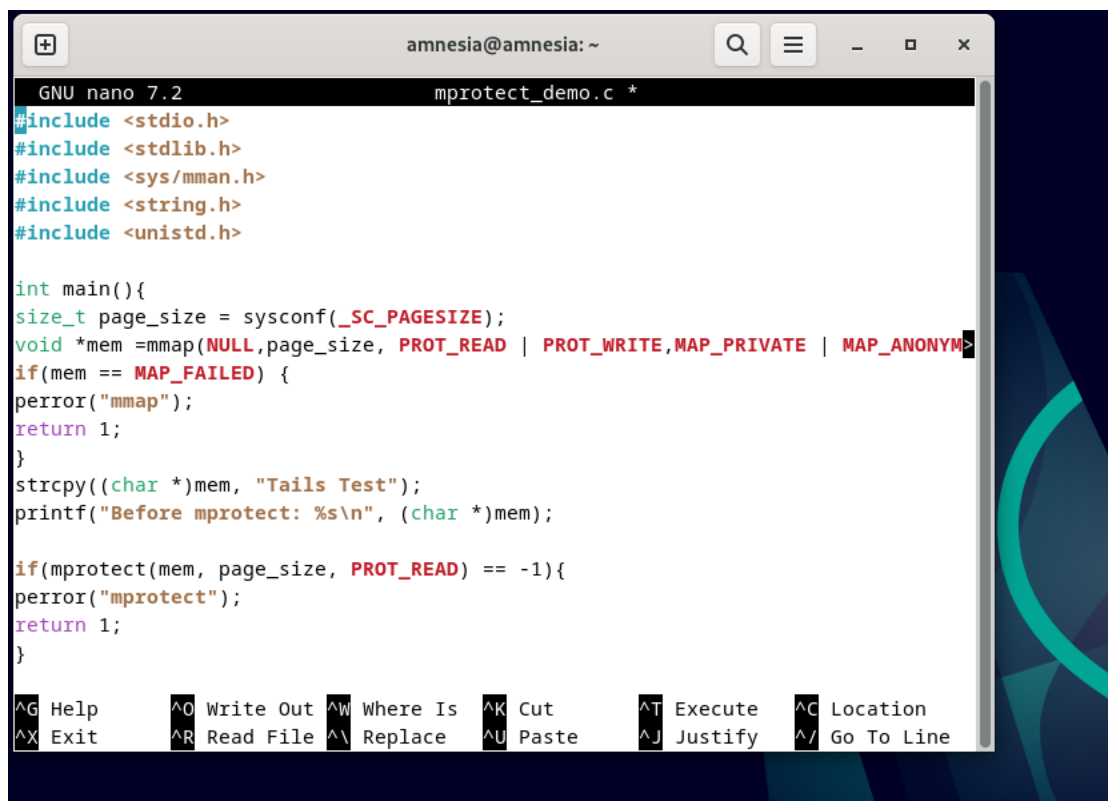 amnesia@amnesia: ~
GNU nano 7.2 mprotect_demo.c *
#include <stdio.h>
#include <stdlib.h>
#include <sys/mman.h>
#include <string.h>
#include <unistd.h>
int main(){
size_t page_size = sysconf(_SC_PAGESIZE);
void *mem =mmap(NULL,page_size, PROT_READ | PROT_WRITE,MAP_PRIVATE | MAP_ANONYM>
if(mem == MAP_FAILED) {
perror("mmap");
return 1;
}
strcpy((char *)mem, "Tails Test");
printf("Before mprotect: %s\n", (char *)mem);
if(mprotect(mem, page_size, PROT_READ) == -1){
perror("mprotect");
return 1;
}
^G Help ^O Write Out ^W Where Is ^K Cut ^T Execute ^C Location
^X Exit ^R Read File ^\ Replace ^U Paste ^J Justify ^/ Go To Line